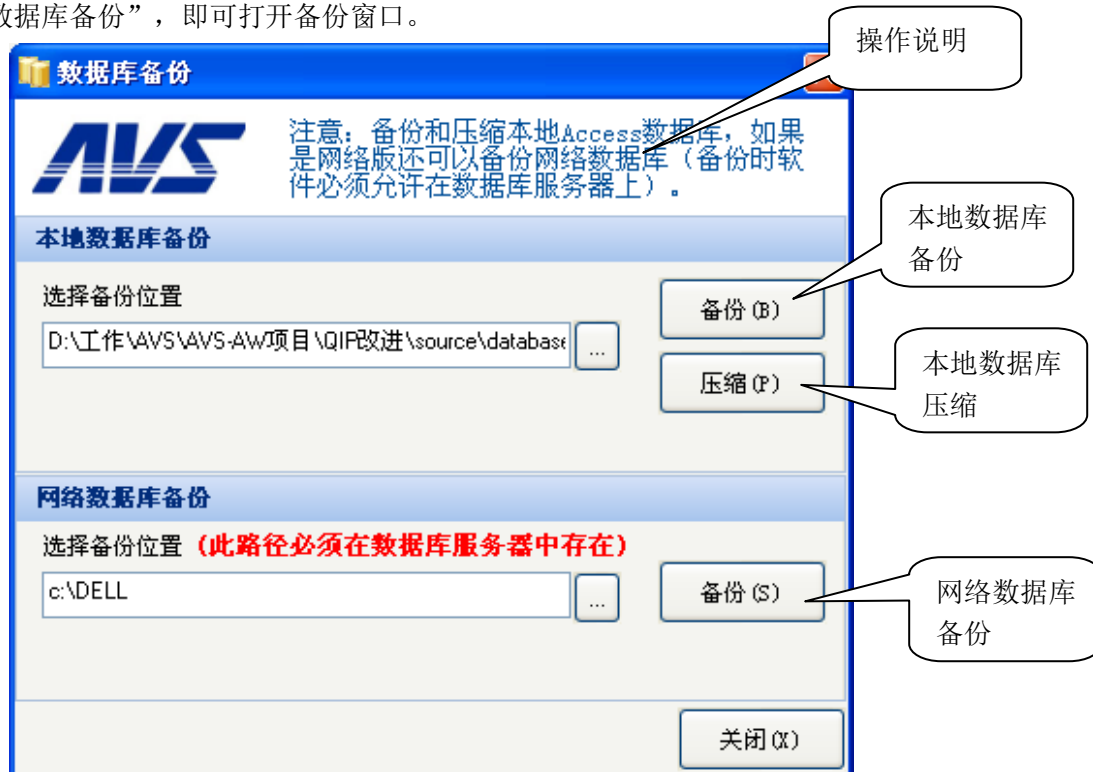 数据库备份”，即可打开备份窗口。
操作说明
数据库备份
AVS
注意：备份和压缩本地Access数据库，如果
是网络版还可以备份网络数据库（备份时软
件必须允许在数据库服务器上）。
本地数据库备份
本地数据库
备份
选择备份位置
备份(B)
D:\工作\AVS\AVS-AW项目\QIP改进\source\database
...
压缩(P)
本地数据库
压缩
网络数据库备份
选择备份位置（此路径必须在数据库服务器中存在）
c:\DELL
...
备份(S)
网络数据库
备份
关闭(X)